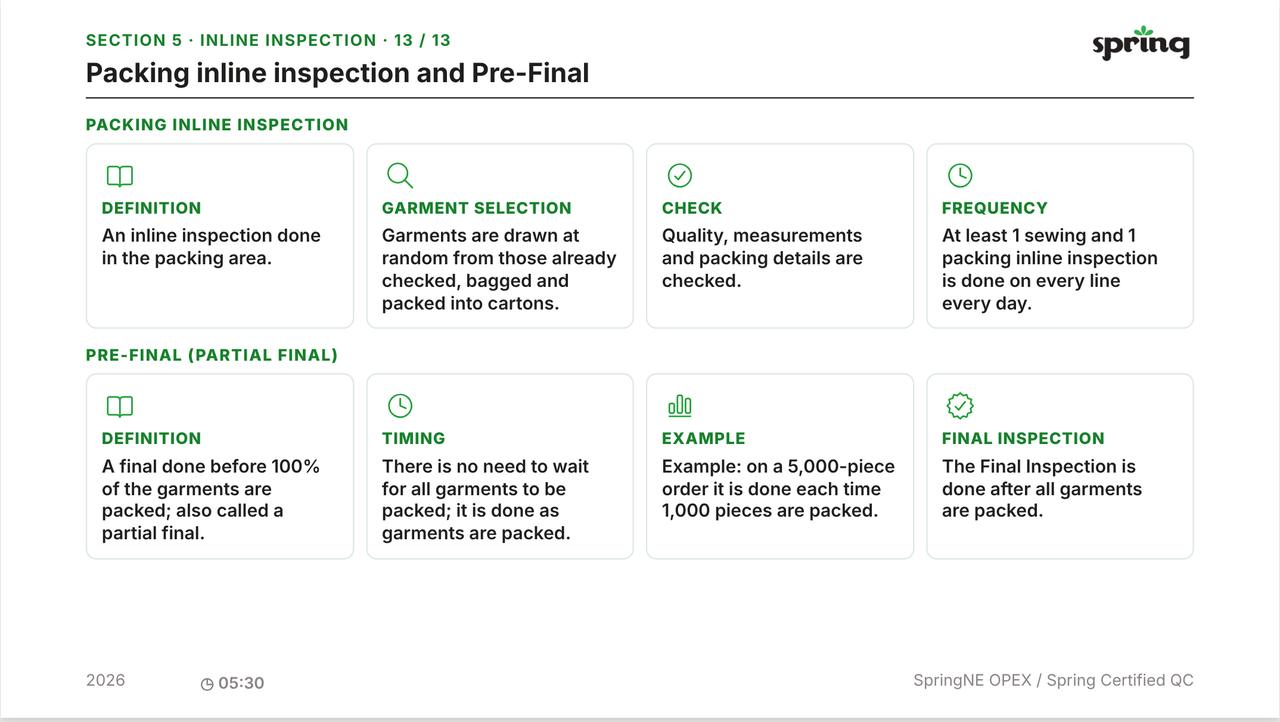 SECTION 5 · INLINE INSPECTION · 13 / 13
spring
Packing inline inspection and Pre-Final
PACKING INLINE INSPECTION
DEFINITION
An inline inspection done
in the packing area.
GARMENT SELECTION
Garments are drawn at
random from those already
checked, bagged and
packed into cartons.
CHECK
Quality, measurements
and packing details are
checked.
FREQUENCY
At least 1 sewing and 1
packing inline inspection
is done on every line
every day.
PRE-FINAL (PARTIAL FINAL)
DEFINITION
A final done before 100%
of the garments are
packed; also called a
partial final.
TIMING
There is no need to wait
for all garments to be
packed; it is done as
garments are packed.
EXAMPLE
Example: on a 5,000-piece
order it is done each time
1,000 pieces are packed.
FINAL INSPECTION
The Final Inspection is
done after all garments
are packed.
2026
05:30
SpringNE OPEX / Spring Certified QC